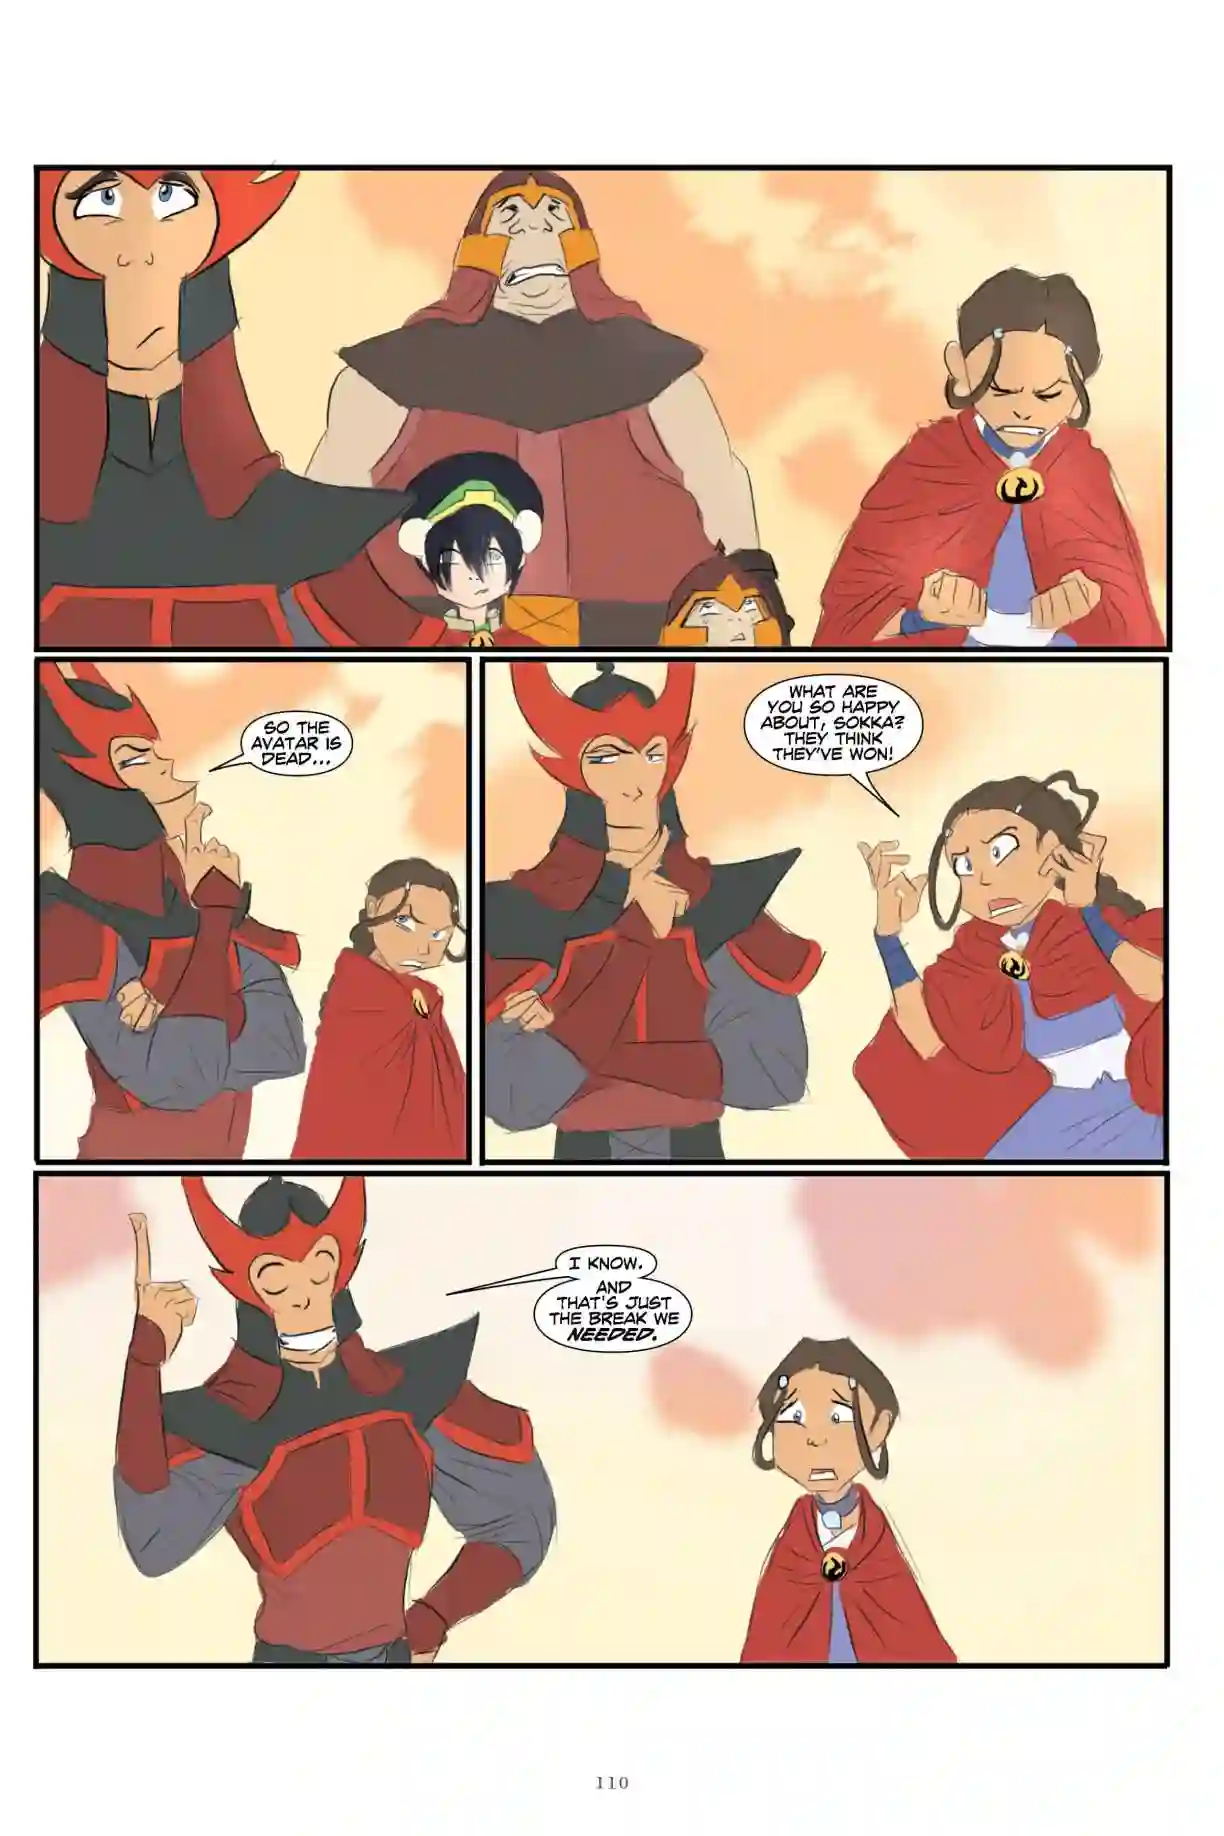 SO THE
AVATAR IS
DEAD...
WHAT ARE
YOU SO HAPPY
ABOUT, SOKKA?
THEY THINK
THEY'VE WON!
I KNOW.
AND
THAT'S JUST
THE BREAK WE
NEEDED.
110